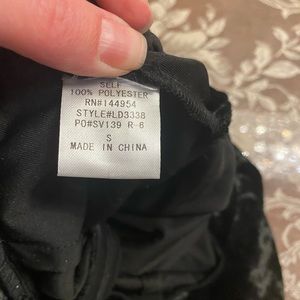 SELF
100% POLYESTER
RN#144954
STYLE#LD3338
PO#SV139 R-6
S
MADE IN CHINA